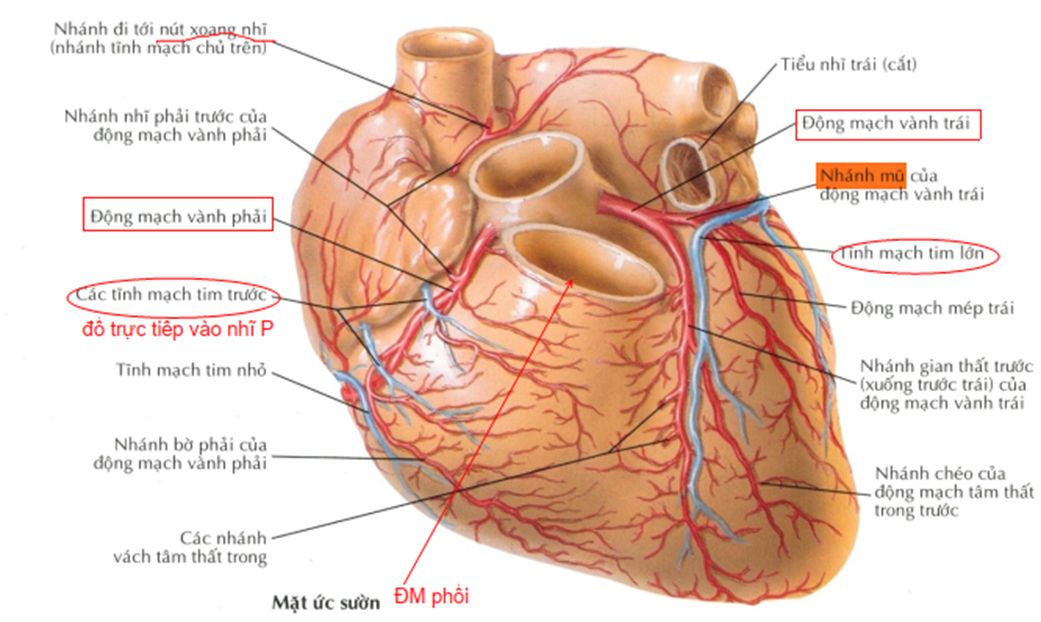 Nhánh đi tới nút xoang nhĩ
(nhánh tĩnh mạch chủ trên)
Nhánh nhĩ phải trước của
động mạch vành phải
Động mạch vành phải
Các tĩnh mạch tim trước
đổ trực tiếp vào nhĩ P
Tĩnh mạch tim nhỏ
Nhánh bờ phải của
động mạch vành phải
Các nhánh
vách tâm thất trong
Mặt ức sườn
ĐM phổi
Tiểu nhĩ trái (cắt)
Động mạch vành trái
Nhánh mũ của
động mạch vành trái
Tĩnh mạch tim lớn
Động mạch mép trái
Nhánh gian thất trước
(xuống trước trái) của
động mạch vành trái
Nhánh chéo của
động mạch tâm thất
trong trước